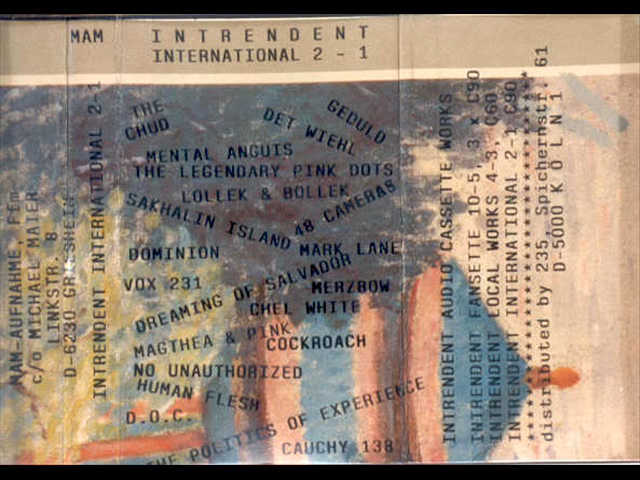 MAM-AUFNAHME, Ffm
c/o MICHAEL MAIER
LINKSTR. 8
D-6230 GRIESHEIM
MAM
INTRENDENT INTERNATIONAL 2-1
INTRENDENT
INTERNATIONAL 2 - 1
THE CHUD
GEDULD
DET WIEHL
MENTAL ANGUIS
THE LEGENDARY PINK DOTS
LOLLEK & BOLLEK
SAKHALIN ISLAND
48 CAMERAS
DOMINION
MARK LANE
VOX 231
DREAMING OF SALVADOR
MERZBOW
CHEL WHITE
MAGTHEA & PINK
COCKROACH
NO UNAUTHORIZED
HUMAN FLESH
D.O.C.
THE POLITICS OF EXPERIENCE
CAUCHY 138
INTRENDENT AUDIO CASSETTE WORKS
INTRENDENT FANSETTE 10-5, 3 x C90
INTRENDENT LOCAL WORKS 4-3, C60
INTRENDENT INTERNATIONAL 2-1 C90
distributed by 235, Spichernstr. 61
D-5000 KÖLN 1